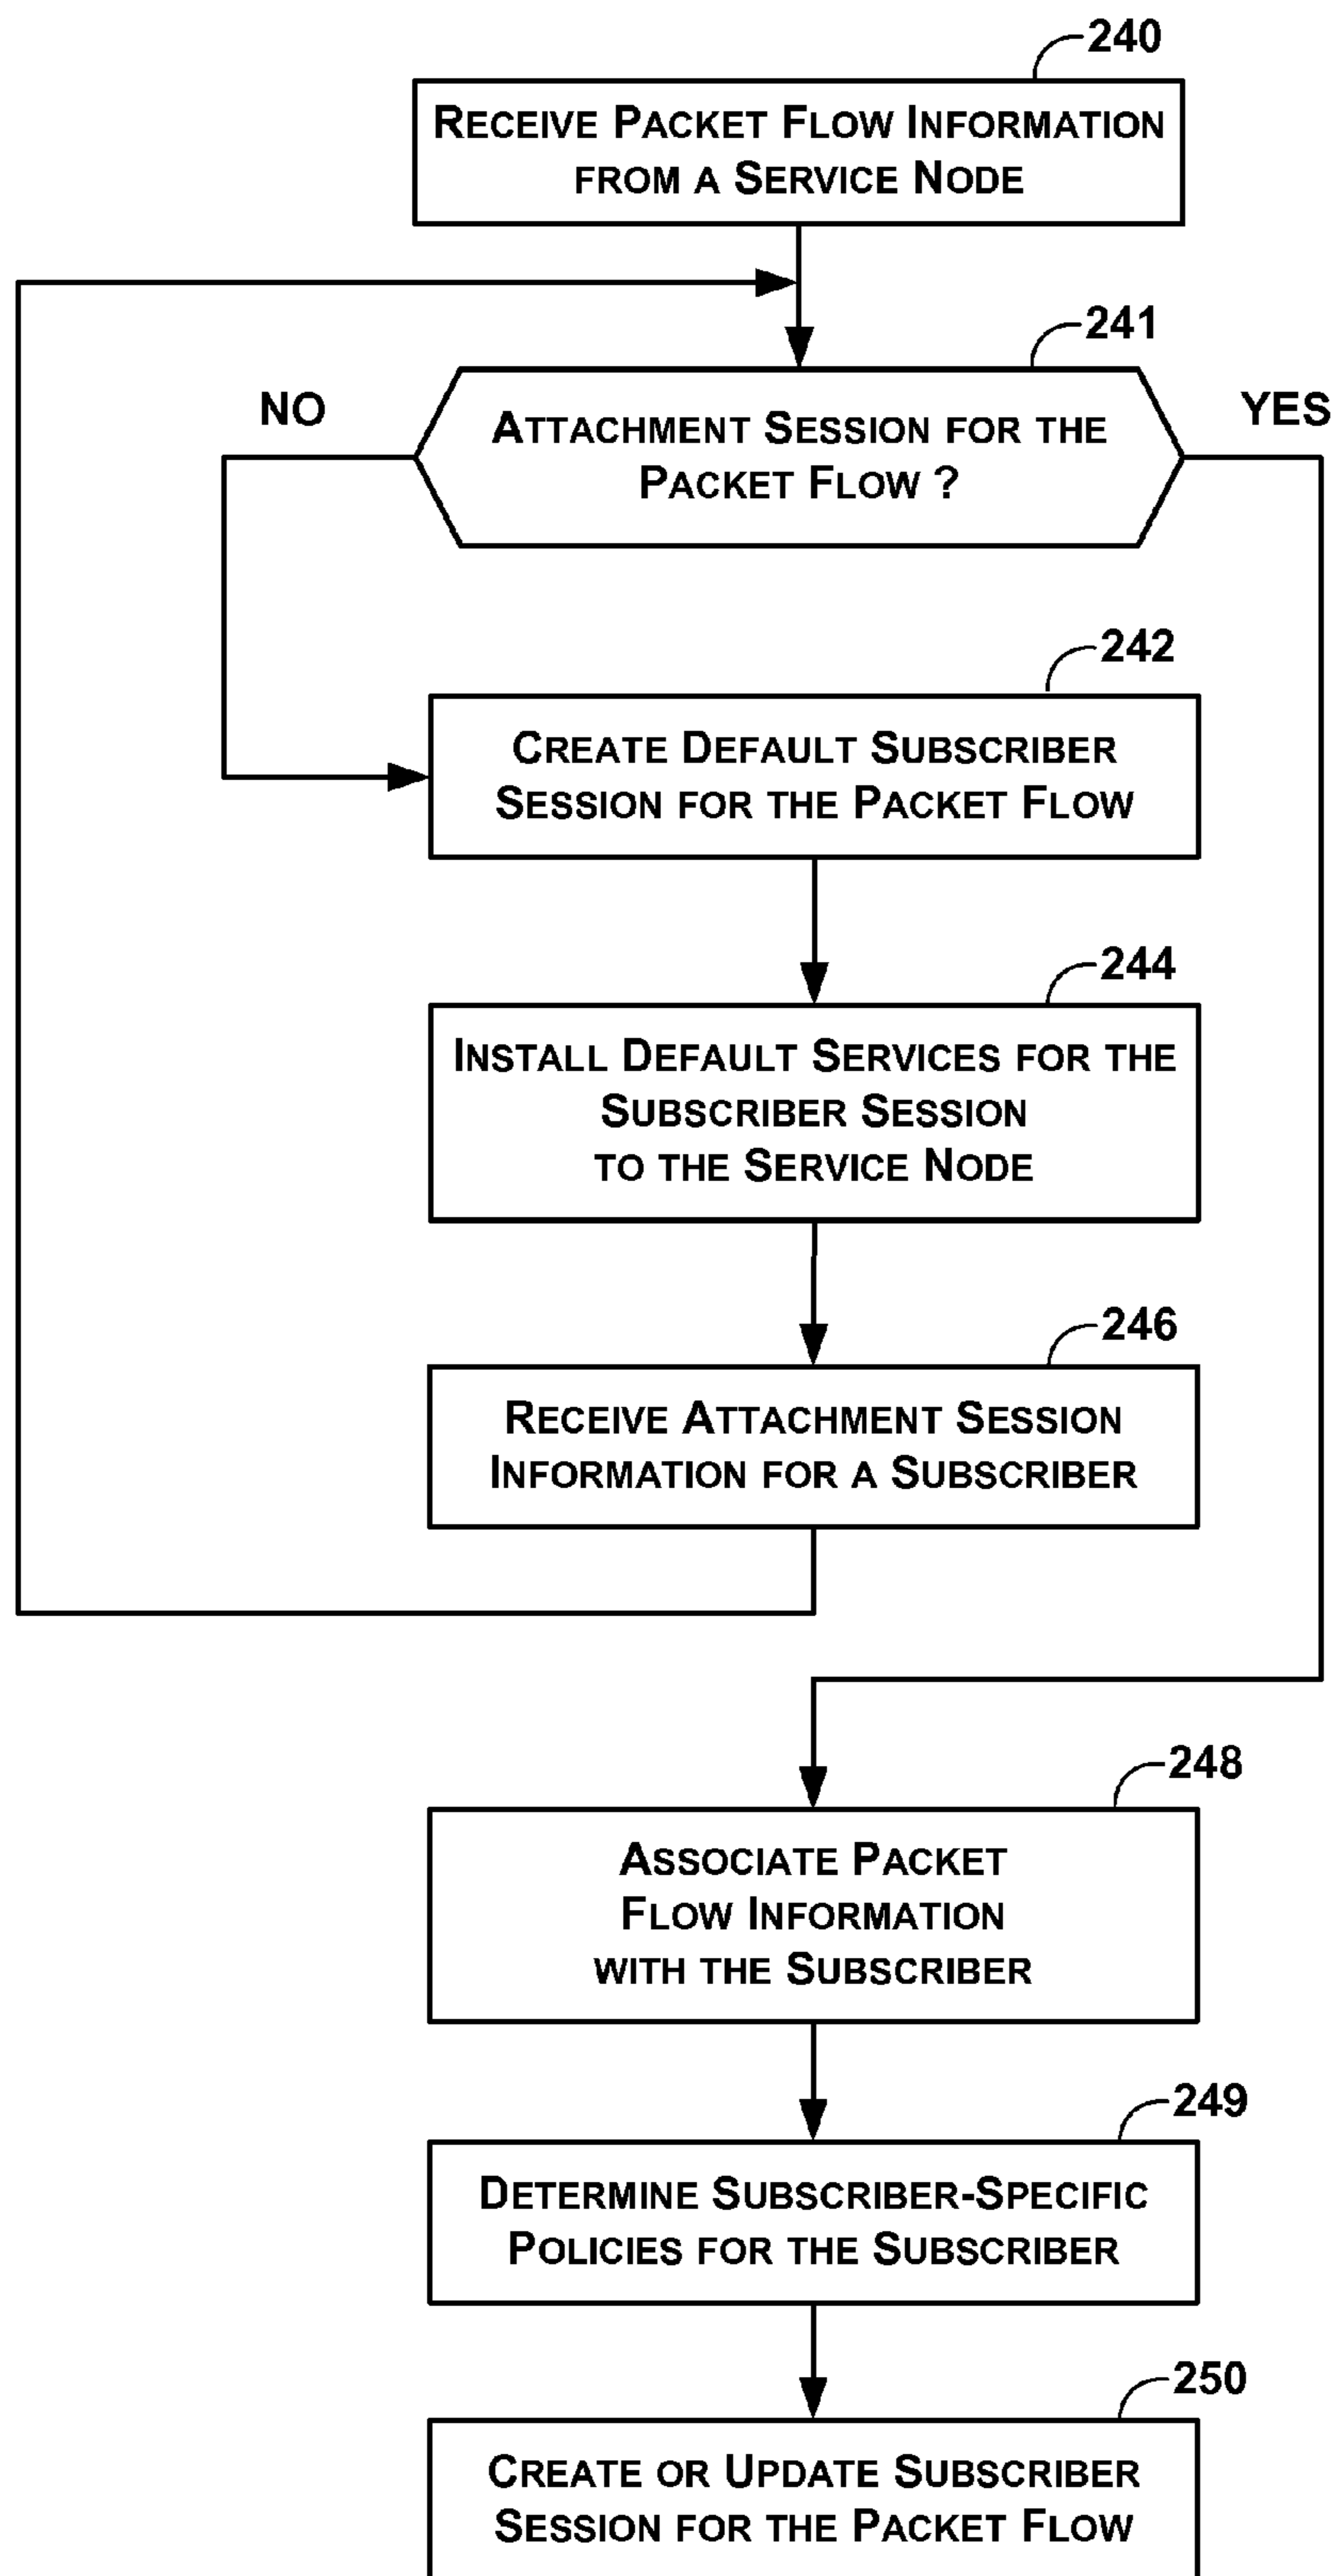 240
RECEIVE PACKET FLOW INFORMATION
FROM A SERVICE NODE
241
NO
YES
ATTACHMENT SESSION FOR THE
PACKET FLOW ?
242
CREATE DEFAULT SUBSCRIBER
SESSION FOR THE PACKET FLOW
244
INSTALL DEFAULT SERVICES FOR THE
SUBSCRIBER SESSION
TO THE SERVICE NODE
246
RECEIVE ATTACHMENT SESSION
INFORMATION FOR A SUBSCRIBER
248
ASSOCIATE PACKET
FLOW INFORMATION
WITH THE SUBSCRIBER
249
DETERMINE SUBSCRIBER-SPECIFIC
POLICIES FOR THE SUBSCRIBER
250
CREATE OR UPDATE SUBSCRIBER
SESSION FOR THE PACKET FLOW